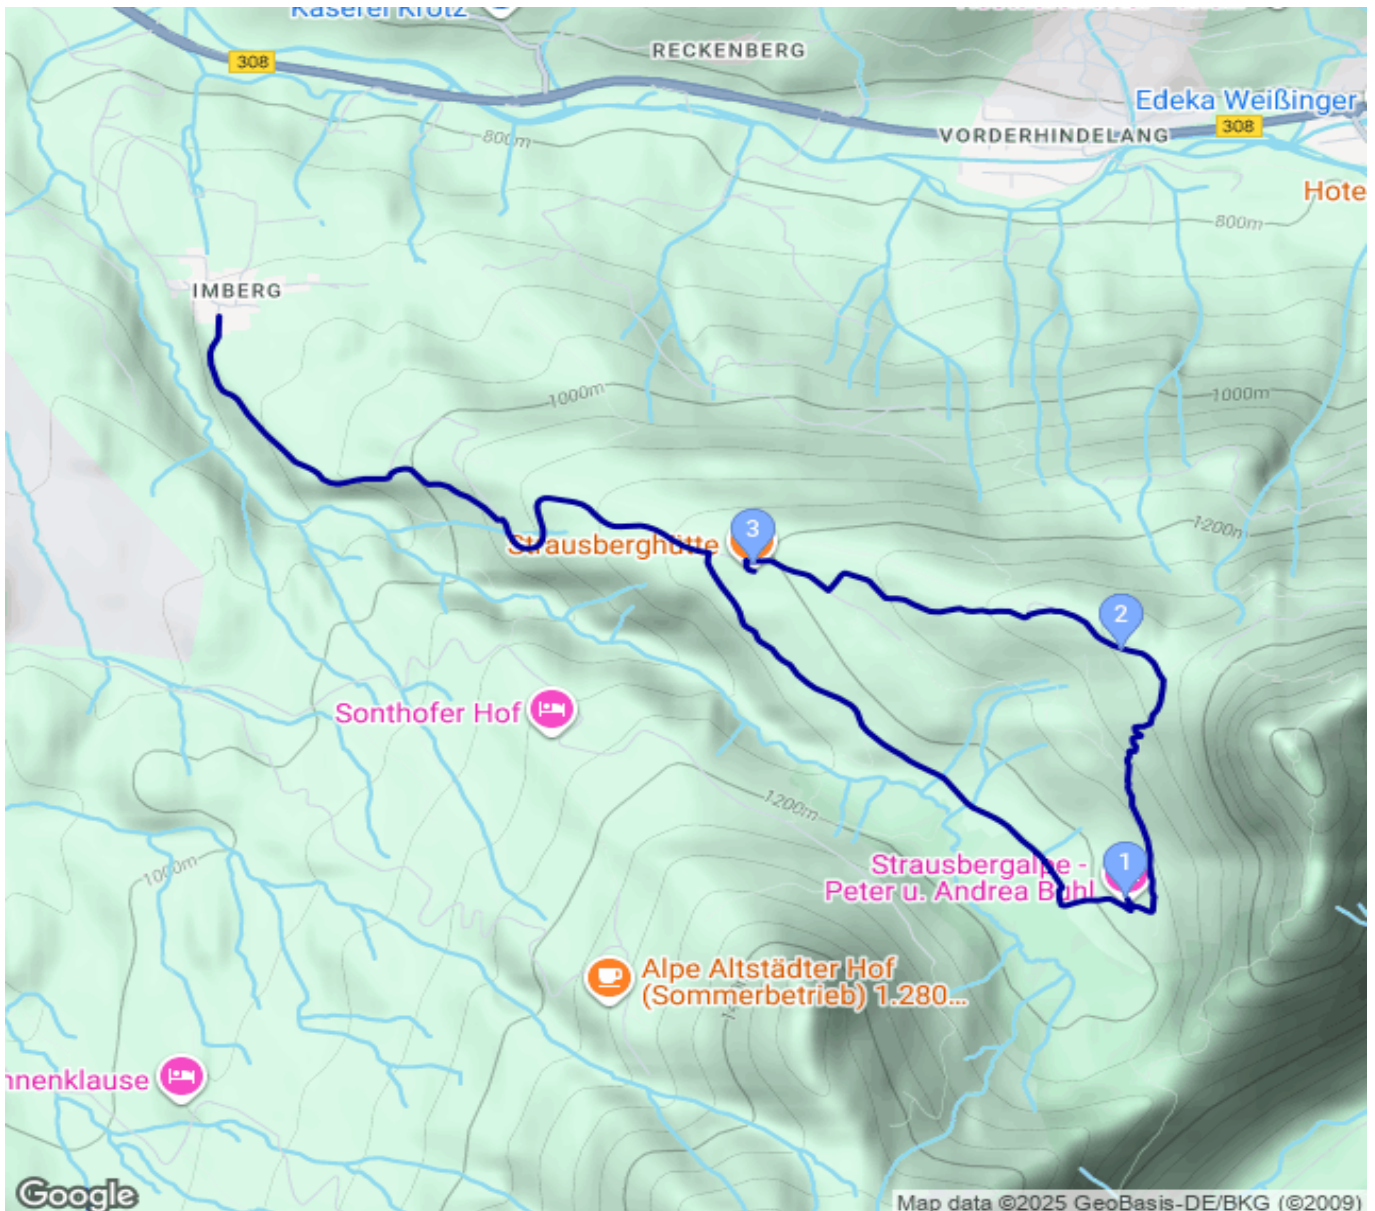 Käserei Krötz
308
RECKENBERG
Edeka Weißinger
VORDERHINDELANG
308
800m
Hote
800m
IMBERG
1000m
1000m
1200m
3
Strausberghütte
2
Sonthofer Hof
1200m
1
Strausbergalpe -
Peter u. Andrea Buhl
1000m
Alpe Altstädter Hof
(Sommerbetrieb) 1.280...
nnenklause
Google
Map data ©2025 GeoBasis-DE/BKG (©2009)